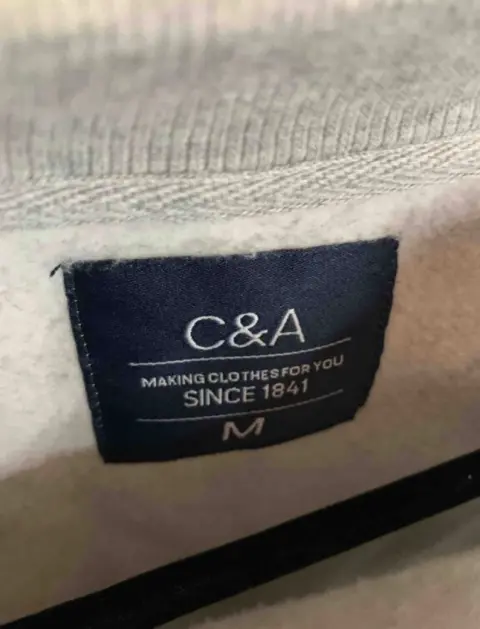 C&A
MAKING CLOTHES FOR YOU
SINCE 1841
M